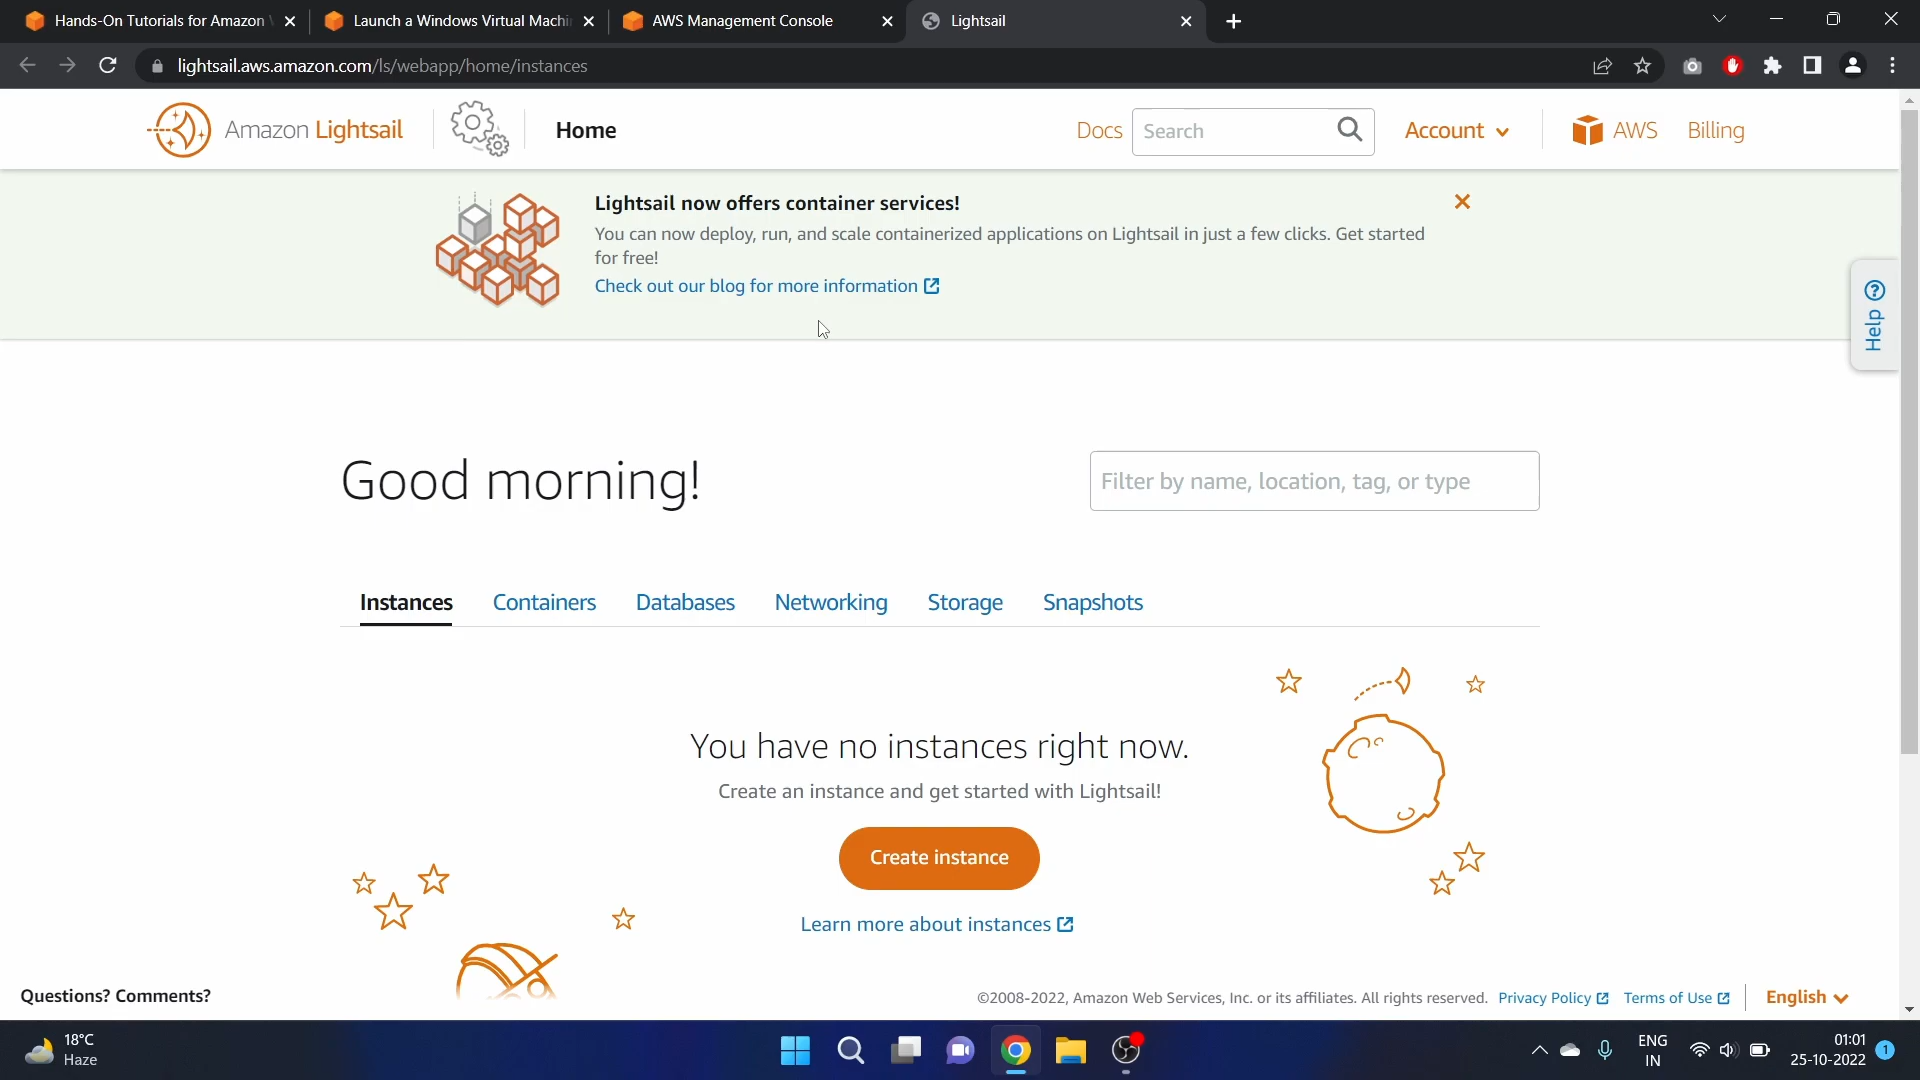 Hands-On Tutorials for Amazon
Launch a Windows Virtual Machi
AWS Management Console
Lightsail
lightsail.aws.amazon.com/ls/webapp/home/instances
Amazon Lightsail
Home
Docs
Search
Account
AWS
Billing
Lightsail now offers container services!
You can now deploy, run, and scale containerized applications on Lightsail in just a few clicks. Get started
for free!
Check out our blog for more information
Help
Good morning!
Filter by name, location, tag, or type
Instances
Containers
Databases
Networking
Storage
Snapshots
You have no instances right now.
Create an instance and get started with Lightsail!
Create instance
Learn more about instances
Questions? Comments?
©2008-2022, Amazon Web Services, Inc. or its affiliates. All rights reserved.
Privacy Policy
Terms of Use
English
18°C
Haze
ENG
IN
01:01
25-10-2022
1